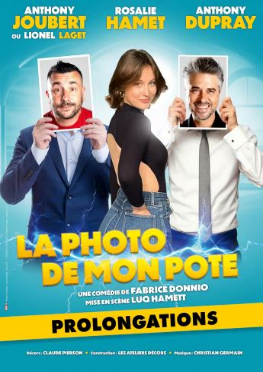 ANTHONY JOUBERT
OU LIONEL LAGET
ROSALIE HAMET
ANTHONY DUPRAY
LA PHOTO
DE MON POTE
UNE COMÉDIE DE FABRICE DONNIO
MISE EN SCÈNE LUQ HAMETT
PROLONGATIONS
Décors : CLAUDE PIERSON - Construction : LES ATELIERS DÉCORS - Musique : CHRISTIAN GERMAIN